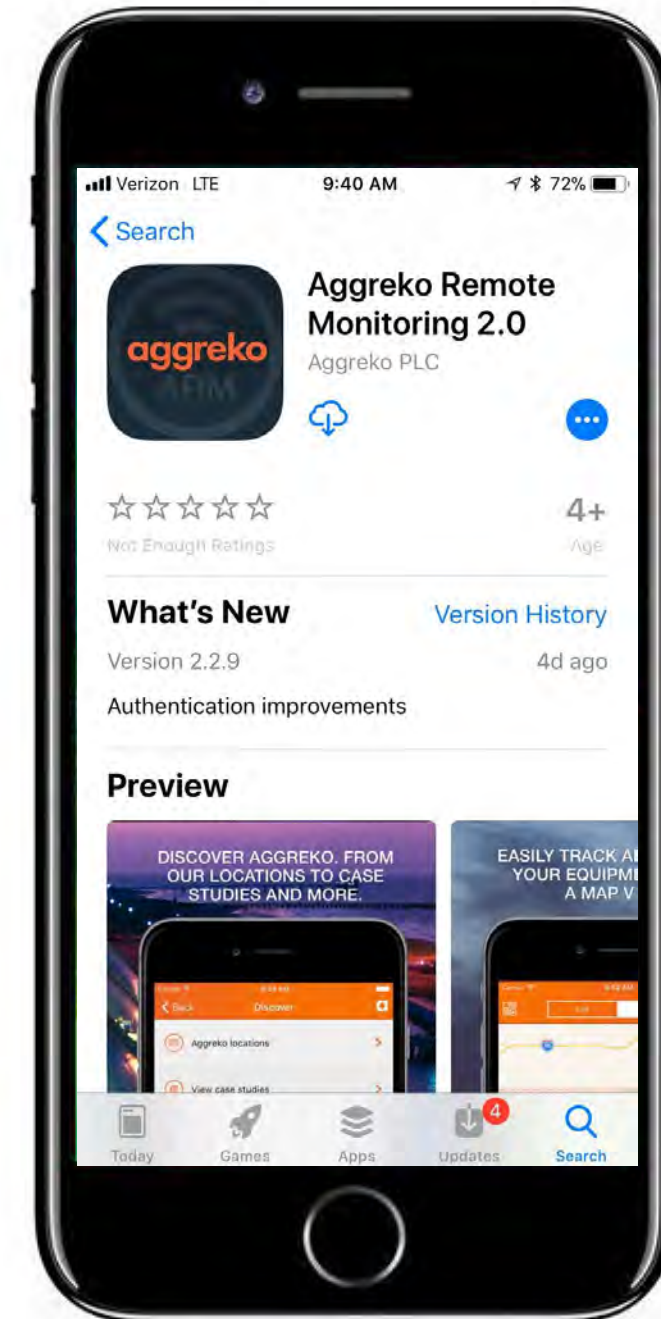 Verizon LTE 9:40 AM 72%
Search
aggreko
ARM
Aggreko Remote
Monitoring 2.0
Aggreko PLC
Not Enough Ratings
4+
Age
What's New Version History
Version 2.2.9 4d ago
Authentication improvements
Preview
DISCOVER AGGREKO. FROM
OUR LOCATIONS TO CASE
STUDIES AND MORE.
Back Discover
Aggreko locations
View case studies
EASILY TRACK
YOUR
A MAP
List
4
Today Games Apps Updates Search